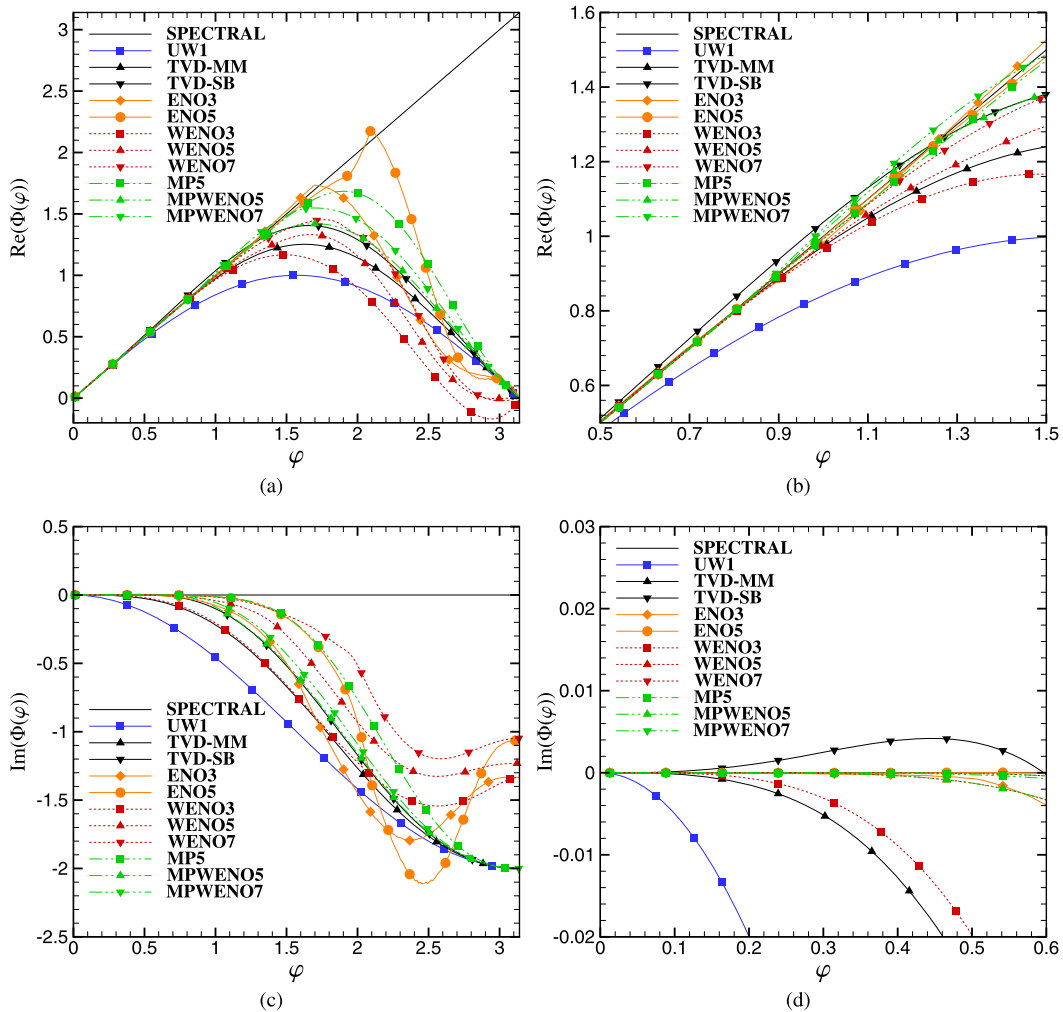 Re(Φ(φ))
3
2.5
2
1.5
1
0.5
0
SPECTRAL
UW1
TVD-MM
TVD-SB
ENO3
ENO5
WENO3
WENO5
WENO7
MP5
MPWENO5
MPWENO7
0 0.5 1 1.5 2 2.5 3
φ
(a)
Re(Φ(φ))
1.6
1.4
1.2
1
0.8
0.6
SPECTRAL
UW1
TVD-MM
TVD-SB
ENO3
ENO5
WENO3
WENO5
WENO7
MP5
MPWENO5
MPWENO7
0.5 0.7 0.9 1.1 1.3 1.5
φ
(b)
Im(Φ(φ))
0.5
0
-0.5
-1
-1.5
-2
-2.5
SPECTRAL
UW1
TVD-MM
TVD-SB
ENO3
ENO5
WENO3
WENO5
WENO7
MP5
MPWENO5
MPWENO7
0 0.5 1 1.5 2 2.5 3
φ
(c)
Im(Φ(φ))
0.03
0.02
0.01
0
-0.01
-0.02
SPECTRAL
UW1
TVD-MM
TVD-SB
ENO3
ENO5
WENO3
WENO5
WENO7
MP5
MPWENO5
MPWENO7
0 0.1 0.2 0.3 0.4 0.5 0.6
φ
(d)